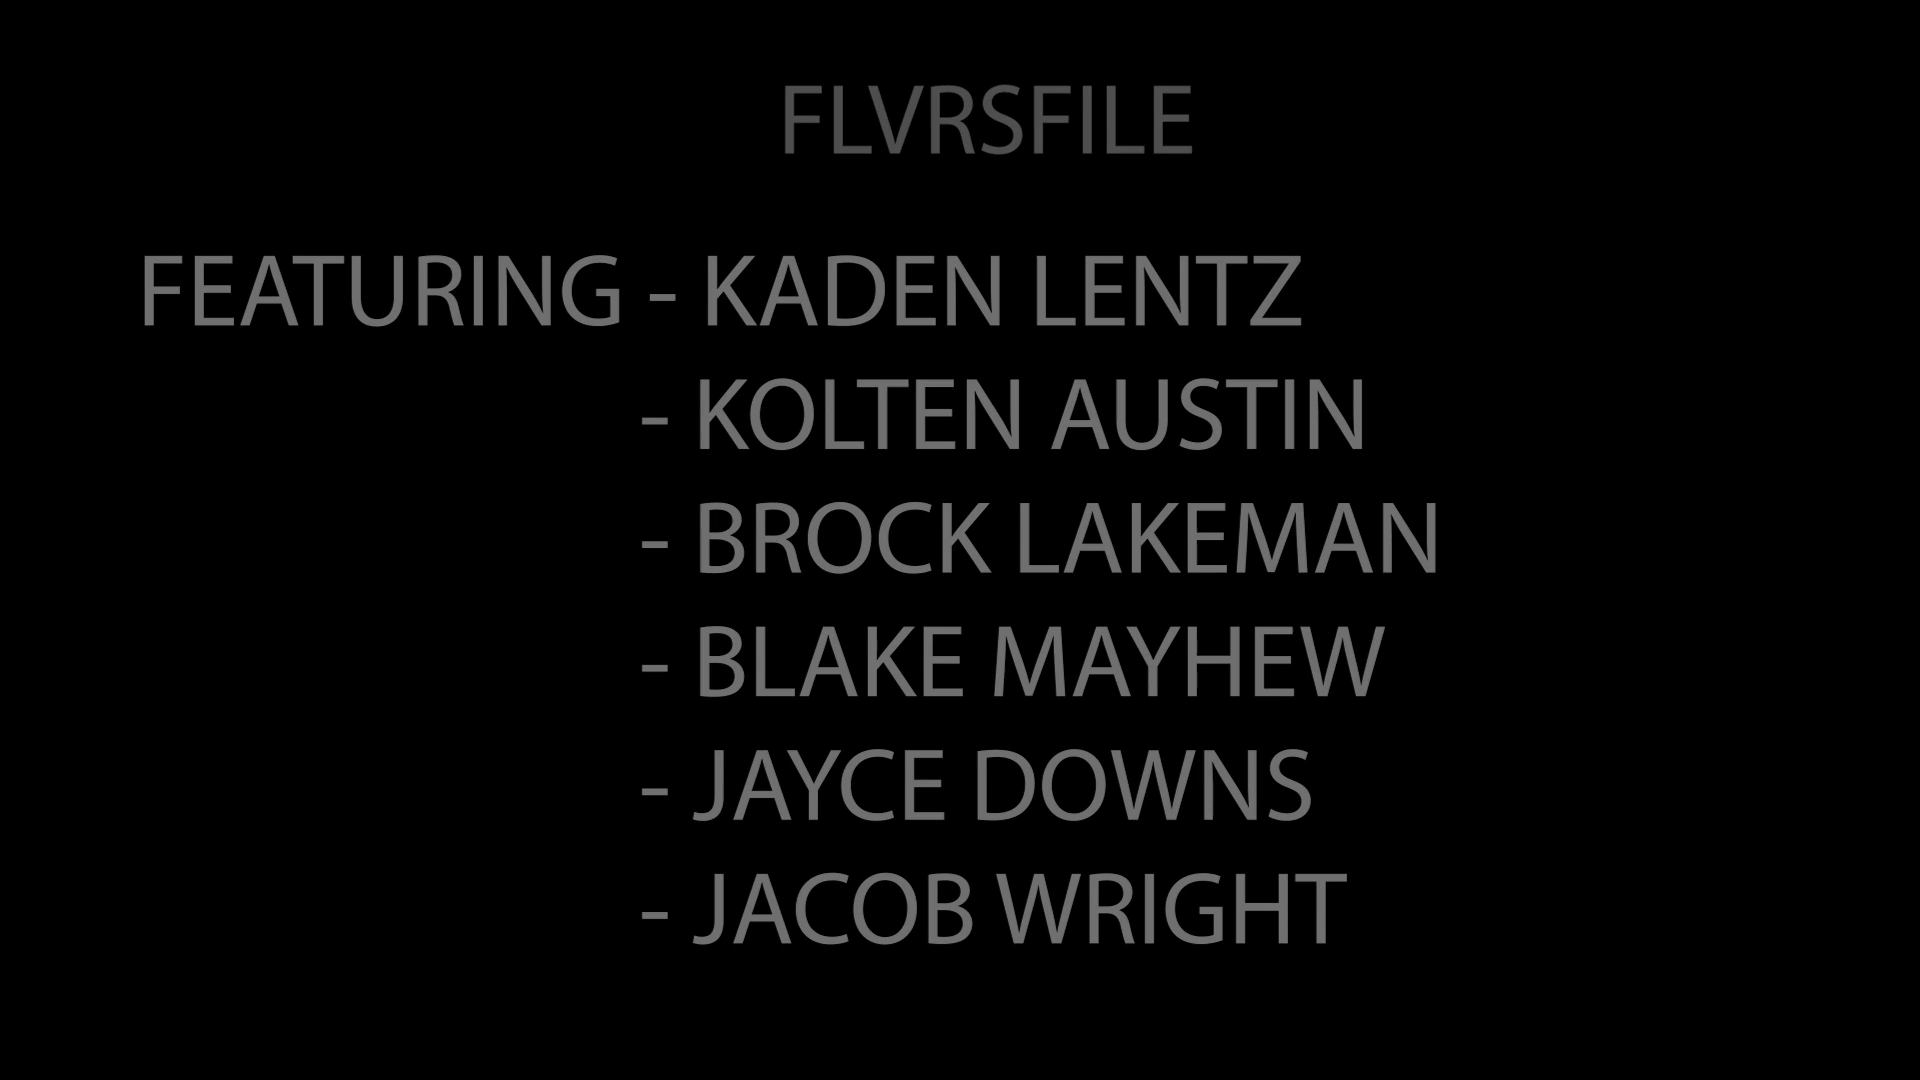 FLVRSFILE
FEATURING - KADEN LENTZ
- KOLTEN AUSTIN
- BROCK LAKEMAN
- BLAKE MAYHEW
- JAYCE DOWNS
- JACOB WRIGHT